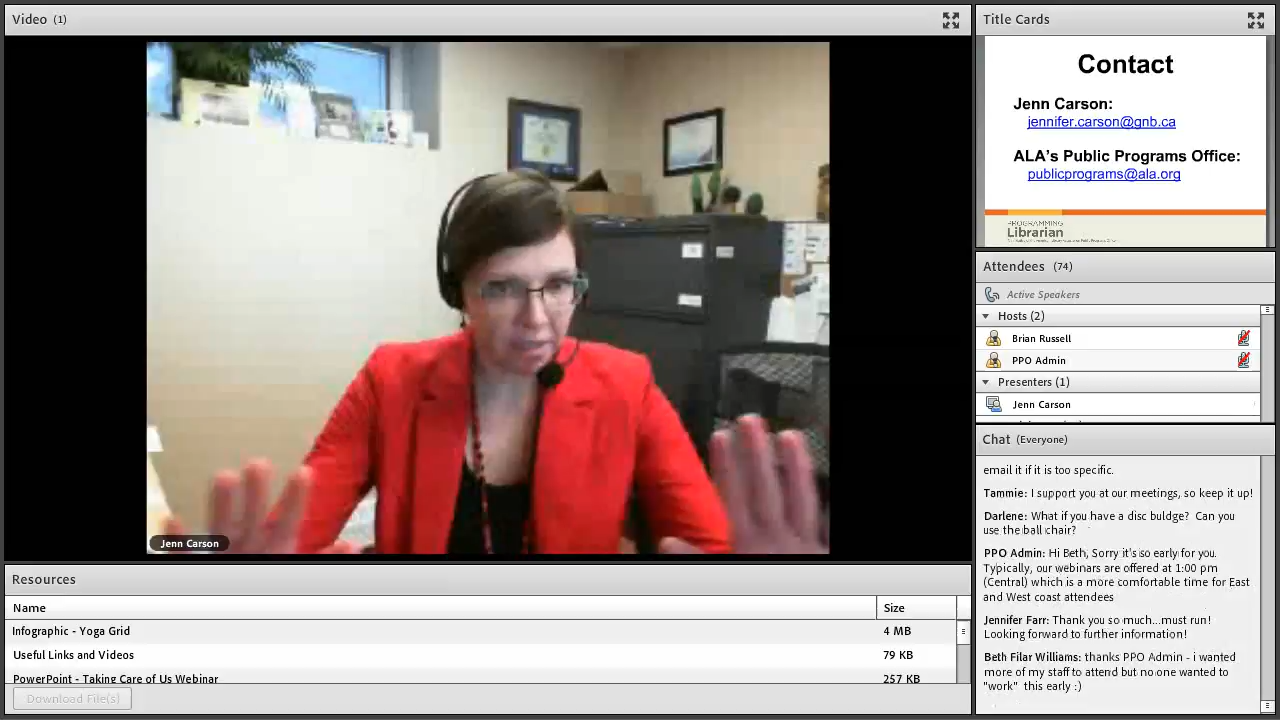 Video (1)
Jenn Carson
Resources
Name Size
Infographic - Yoga Grid 4 MB
Useful Links and Videos 79 KB
PowerPoint - Taking Care of Us Webinar 257 KB
Download File(s)
Title Cards
Contact
Jenn Carson:
jennifer.carson@gnb.ca
ALA's Public Programs Office:
publicprograms@ala.org
PROGRAMMING
Librarian
Attendees (74)
Active Speakers
Hosts (2)
Brian Russell
PPO Admin
Presenters (1)
Jenn Carson
Chat (Everyone)
email it if it is too specific.
Tammie: I support you at our meetings, so keep it up!
Darlene: What if you have a disc buldge? Can you
use the ball chair?
PPO Admin: Hi Beth, Sorry it's so early for you.
Typically, our webinars are offered at 1:00 pm
(Central) which is a more comfortable time for East
and West coast attendees
Jennifer Farr: Thank you so much...must run!
Looking forward to further information!
Beth Filar Williams: thanks PPO Admin - i wanted
more of my staff to attend but no one wanted to
"work" this early :)